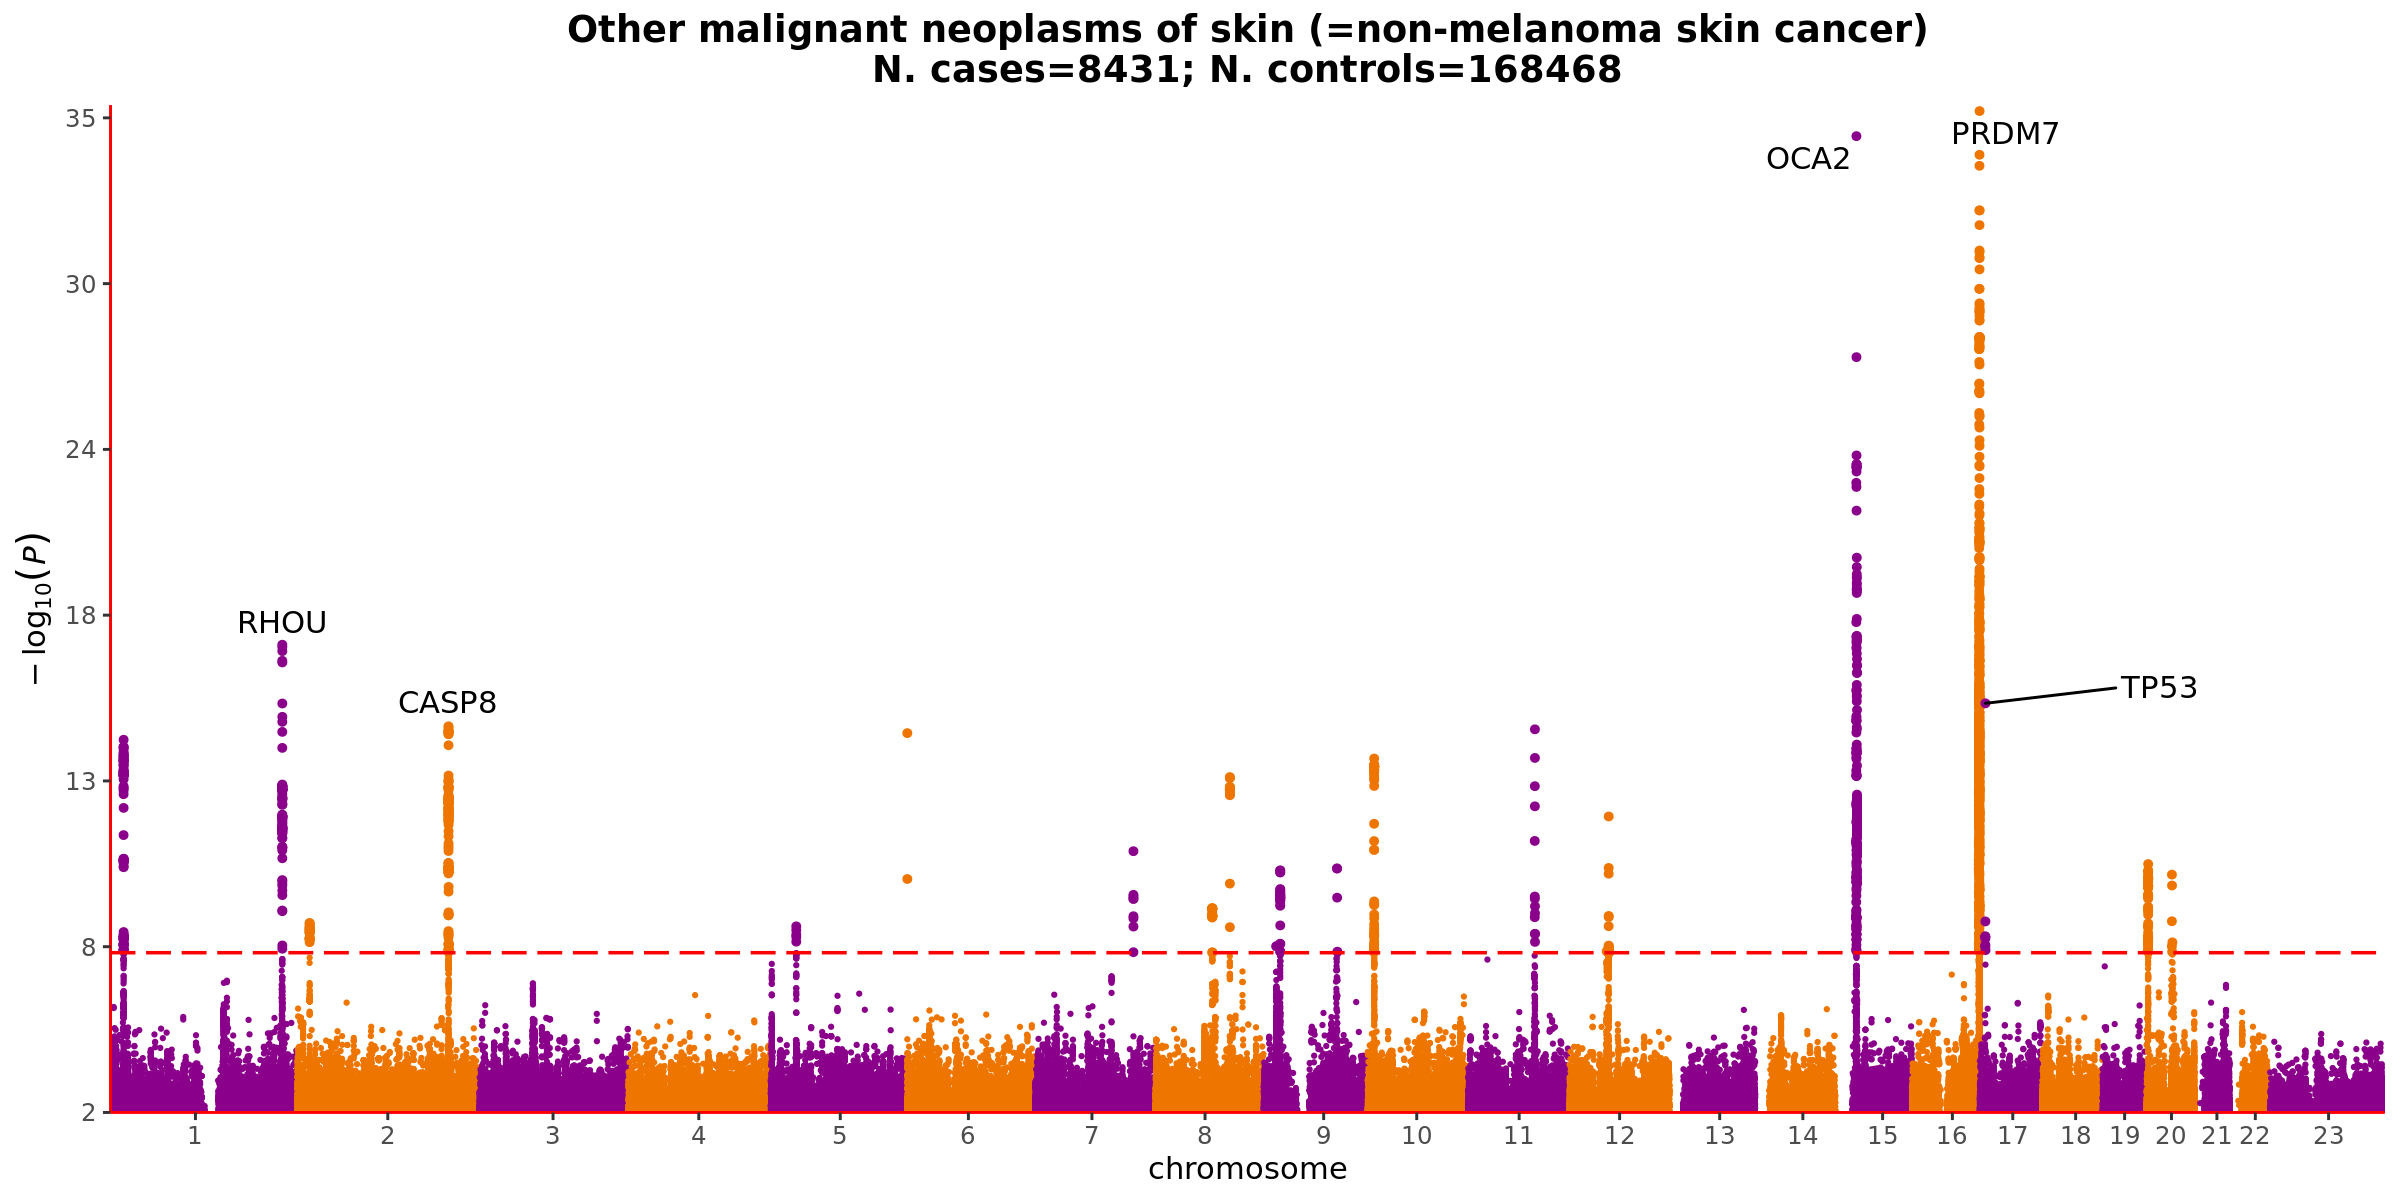 Other malignant neoplasms of skin (=non-melanoma skin cancer)
N. cases=8431; N. controls=168468
35
30
24
18
13
8
2
− log10(P)
RHOU
CASP8
OCA2
PRDM7
TP53
1 2 3 4 5 6 7 8 9 10 11 12 13 14 15 16 17 18 19 20 21 22 23
chromosome